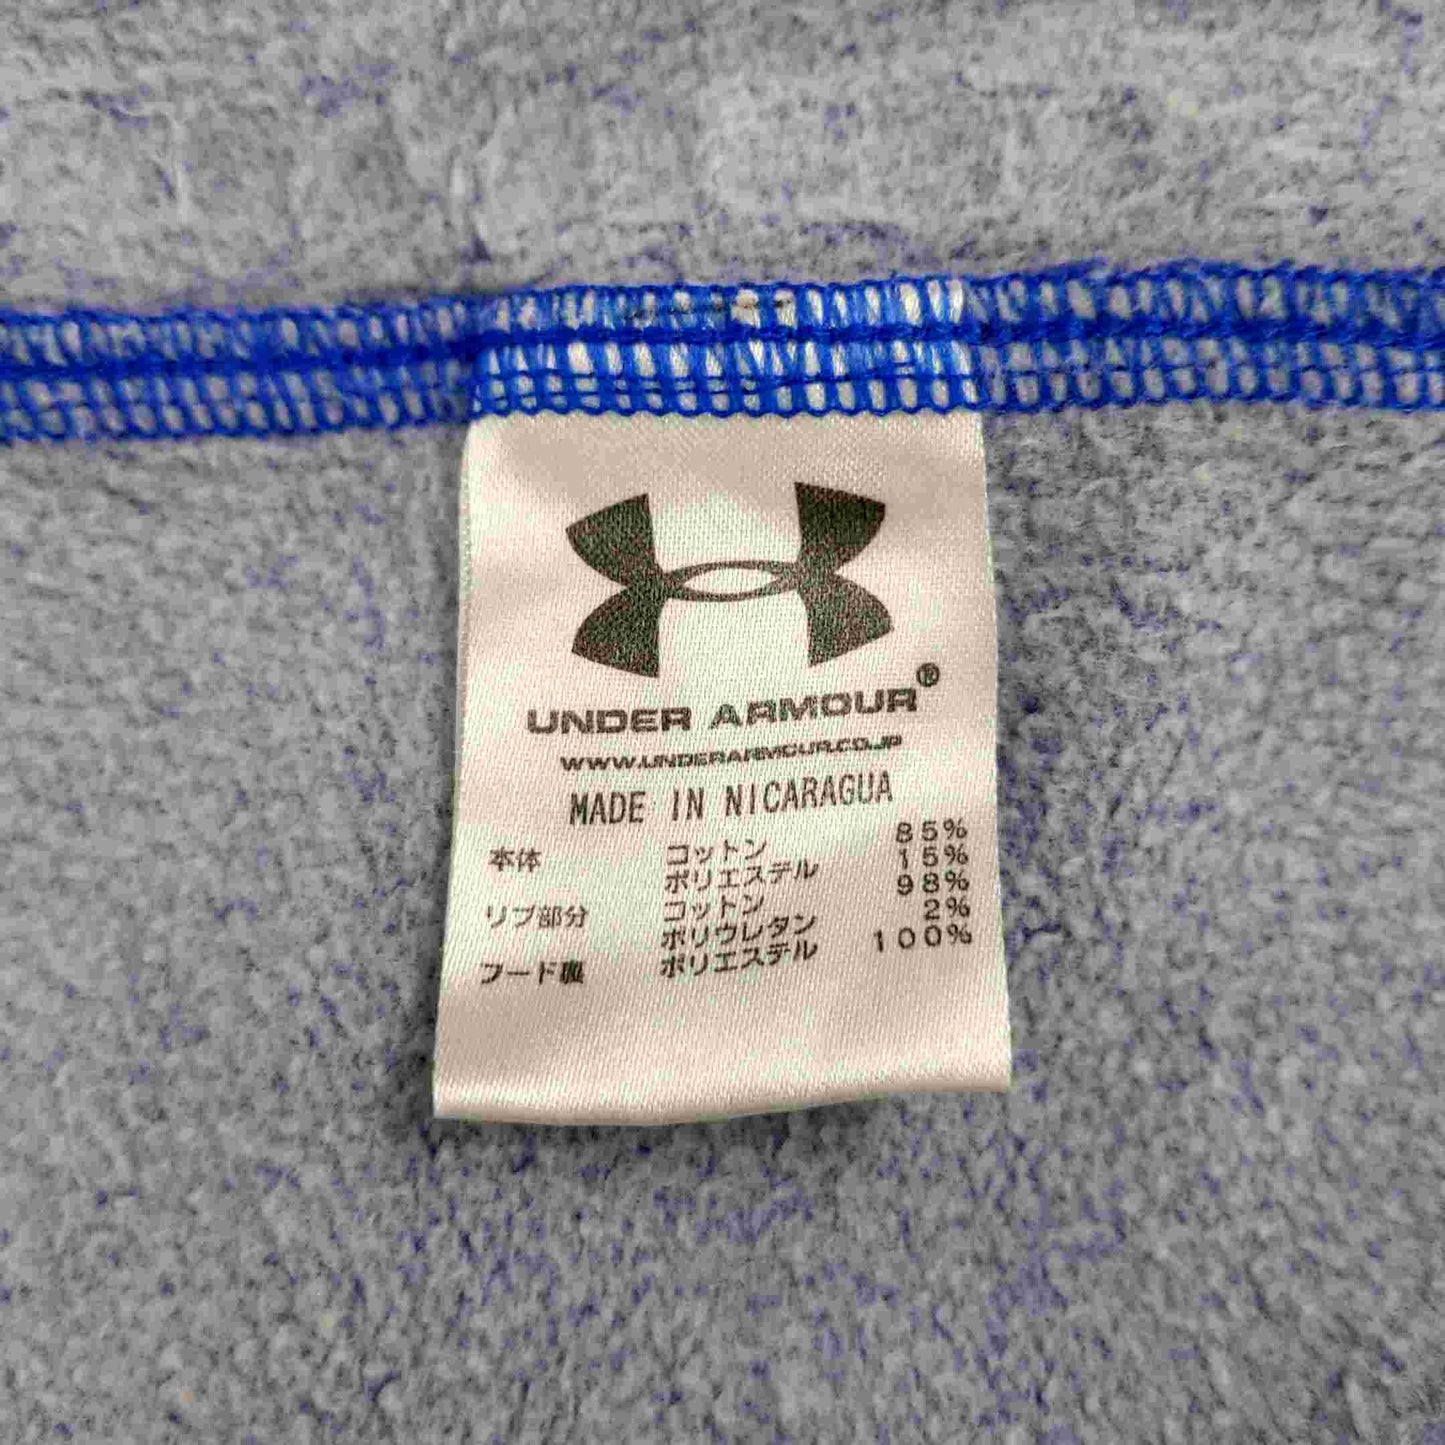 UNDER ARMOUR®
WWW.UNDERARMOUR.CO.JP
MADE IN NICARAGUA
本体 コットン 85%
ポリエステル 15%
リブ部分 コットン 98%
ポリウレタン 2%
フード裏 ポリエステル 100%